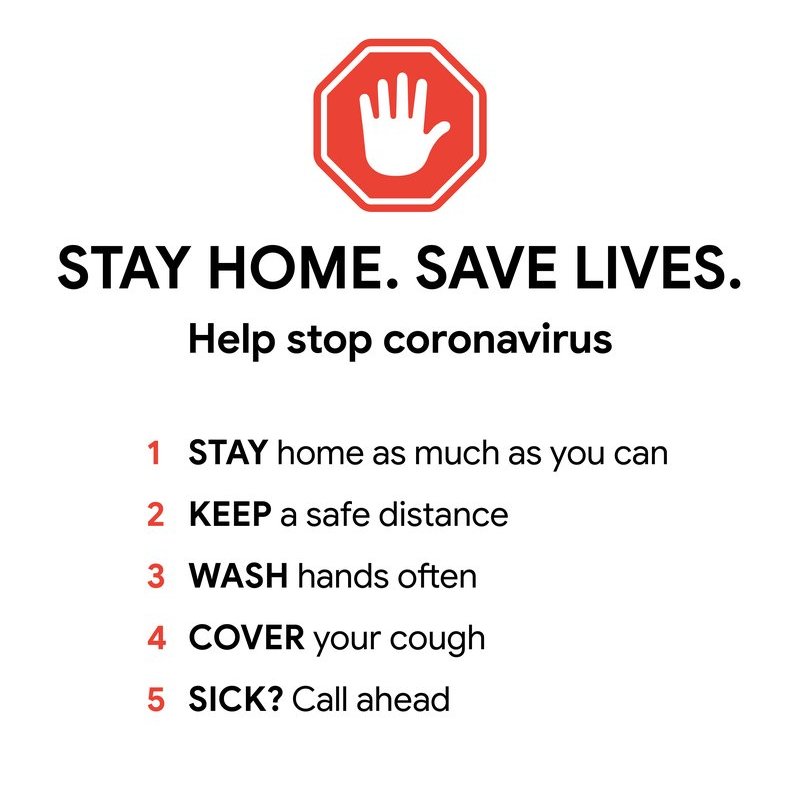 STAY HOME. SAVE LIVES.
Help stop coronavirus
1 STAY home as much as you can
2 KEEP a safe distance
3 WASH hands often
4 COVER your cough
5 SICK? Call ahead